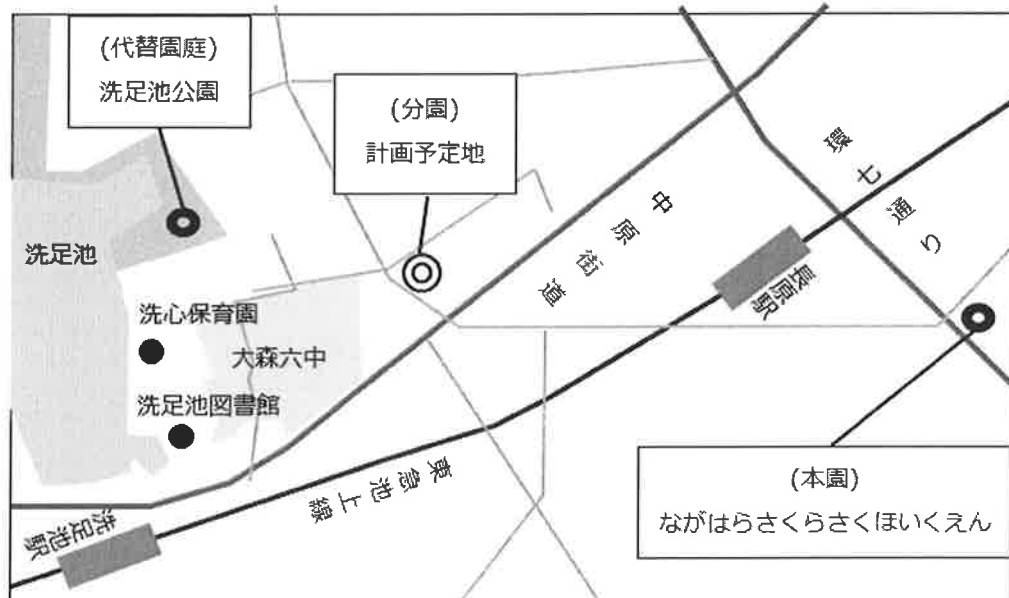 (代替園庭)
洗足池公園
(分園)
計画予定地
環七通り
中原街道
洗足池
長原駅
洗心保育園
大森六中
洗足池図書館
東急池上線
洗足池駅
(本園)
ながはらさくらさくほいくえん